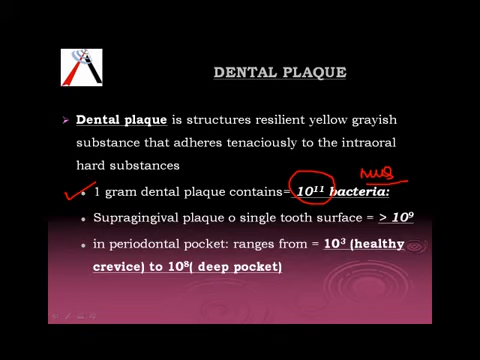 DENTAL PLAQUE
Dental plaque is structures resilient yellow grayish
substance that adheres tenaciously to the intraoral
hard substances
MCQ
1 gram dental plaque contains= 10¹¹ bacteria:
Supragingival plaque o single tooth surface = > 10⁹
in periodontal pocket: ranges from = 10³ (healthy
crevice) to 10⁸( deep pocket)